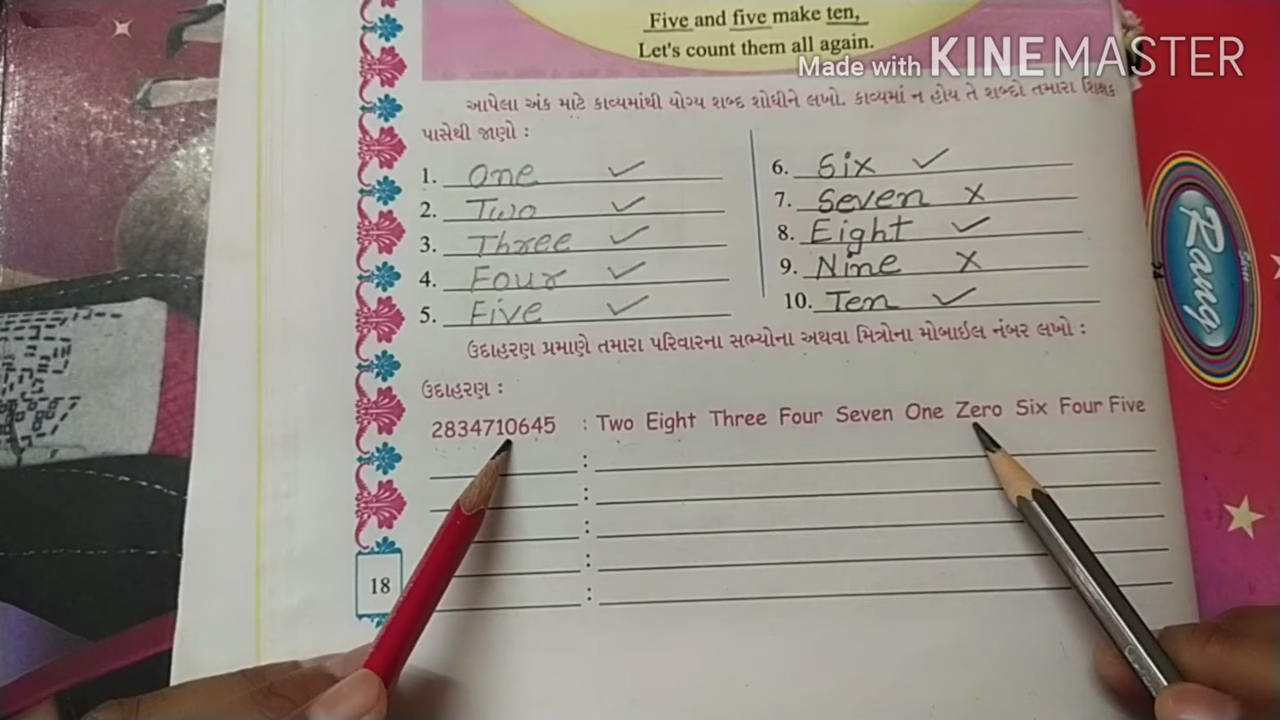 Five and five make ten,
Let's count them all again.
Made with KINEMASTER
આપેલા અંક માટે કાવ્યમાંથી યોગ્ય શબ્દ શોધીને લખો. કાવ્યમાં ન હોય તે શબ્દો તમારા શિક્ષક
પાસેથી જાણો :
1. One ✓
2. Two ✓
3. Three ✓
4. Four ✓
5. Five ✓
6. Six ✓
7. Seven ×
8. Eight ✓
9. Nine ×
10. Ten ✓
ઉદાહરણ પ્રમાણે તમારા પરિવારના સભ્યોના અથવા મિત્રોના મોબાઇલ નંબર લખો :
ઉદાહરણ :
2834710645 : Two Eight Three Four Seven One Zero Six Four Five
:
:
:
:
:
18
Rang